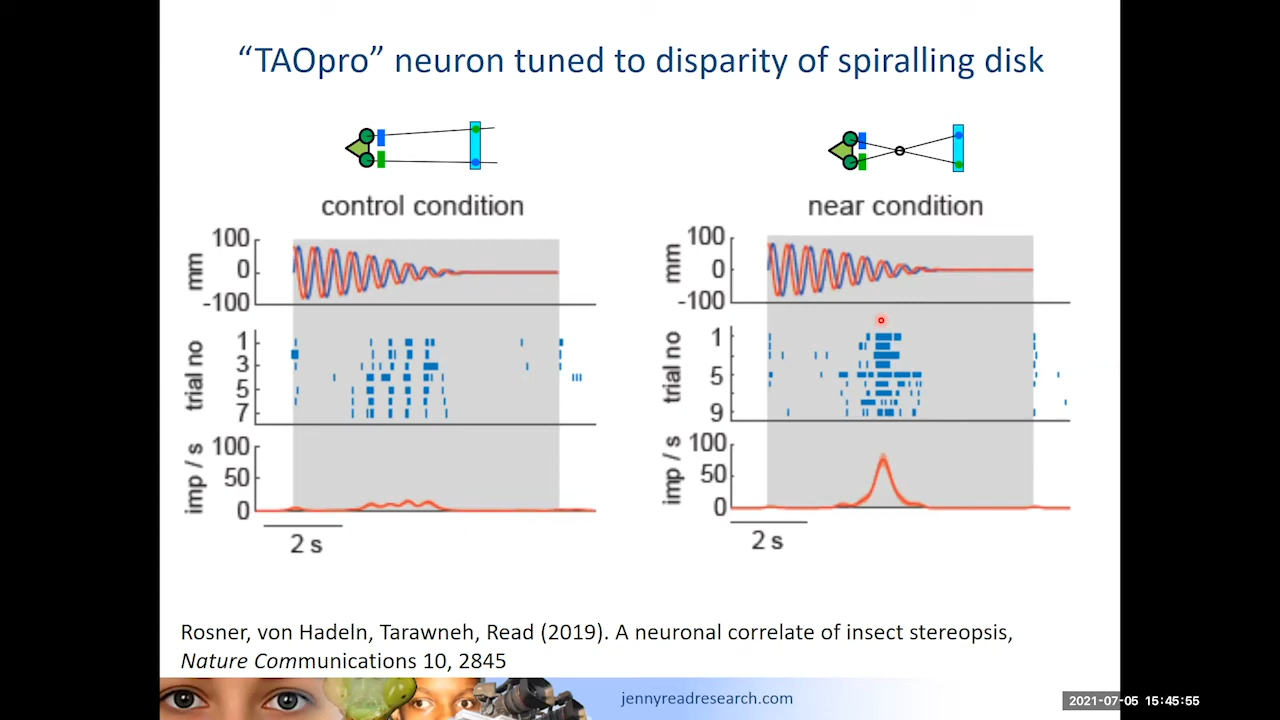 “TAOpro” neuron tuned to disparity of spiralling disk
control condition
near condition
100
0
-100
mm
1
3
5
7
trial no
100
50
0
imp / s
2 s
100
0
-100
mm
1
5
9
trial no
100
50
0
imp / s
2 s
Rosner, von Hadeln, Tarawneh, Read (2019). A neuronal correlate of insect stereopsis,
Nature Communications 10, 2845
jennyreadresearch.com
2021-07-05 15:45:55